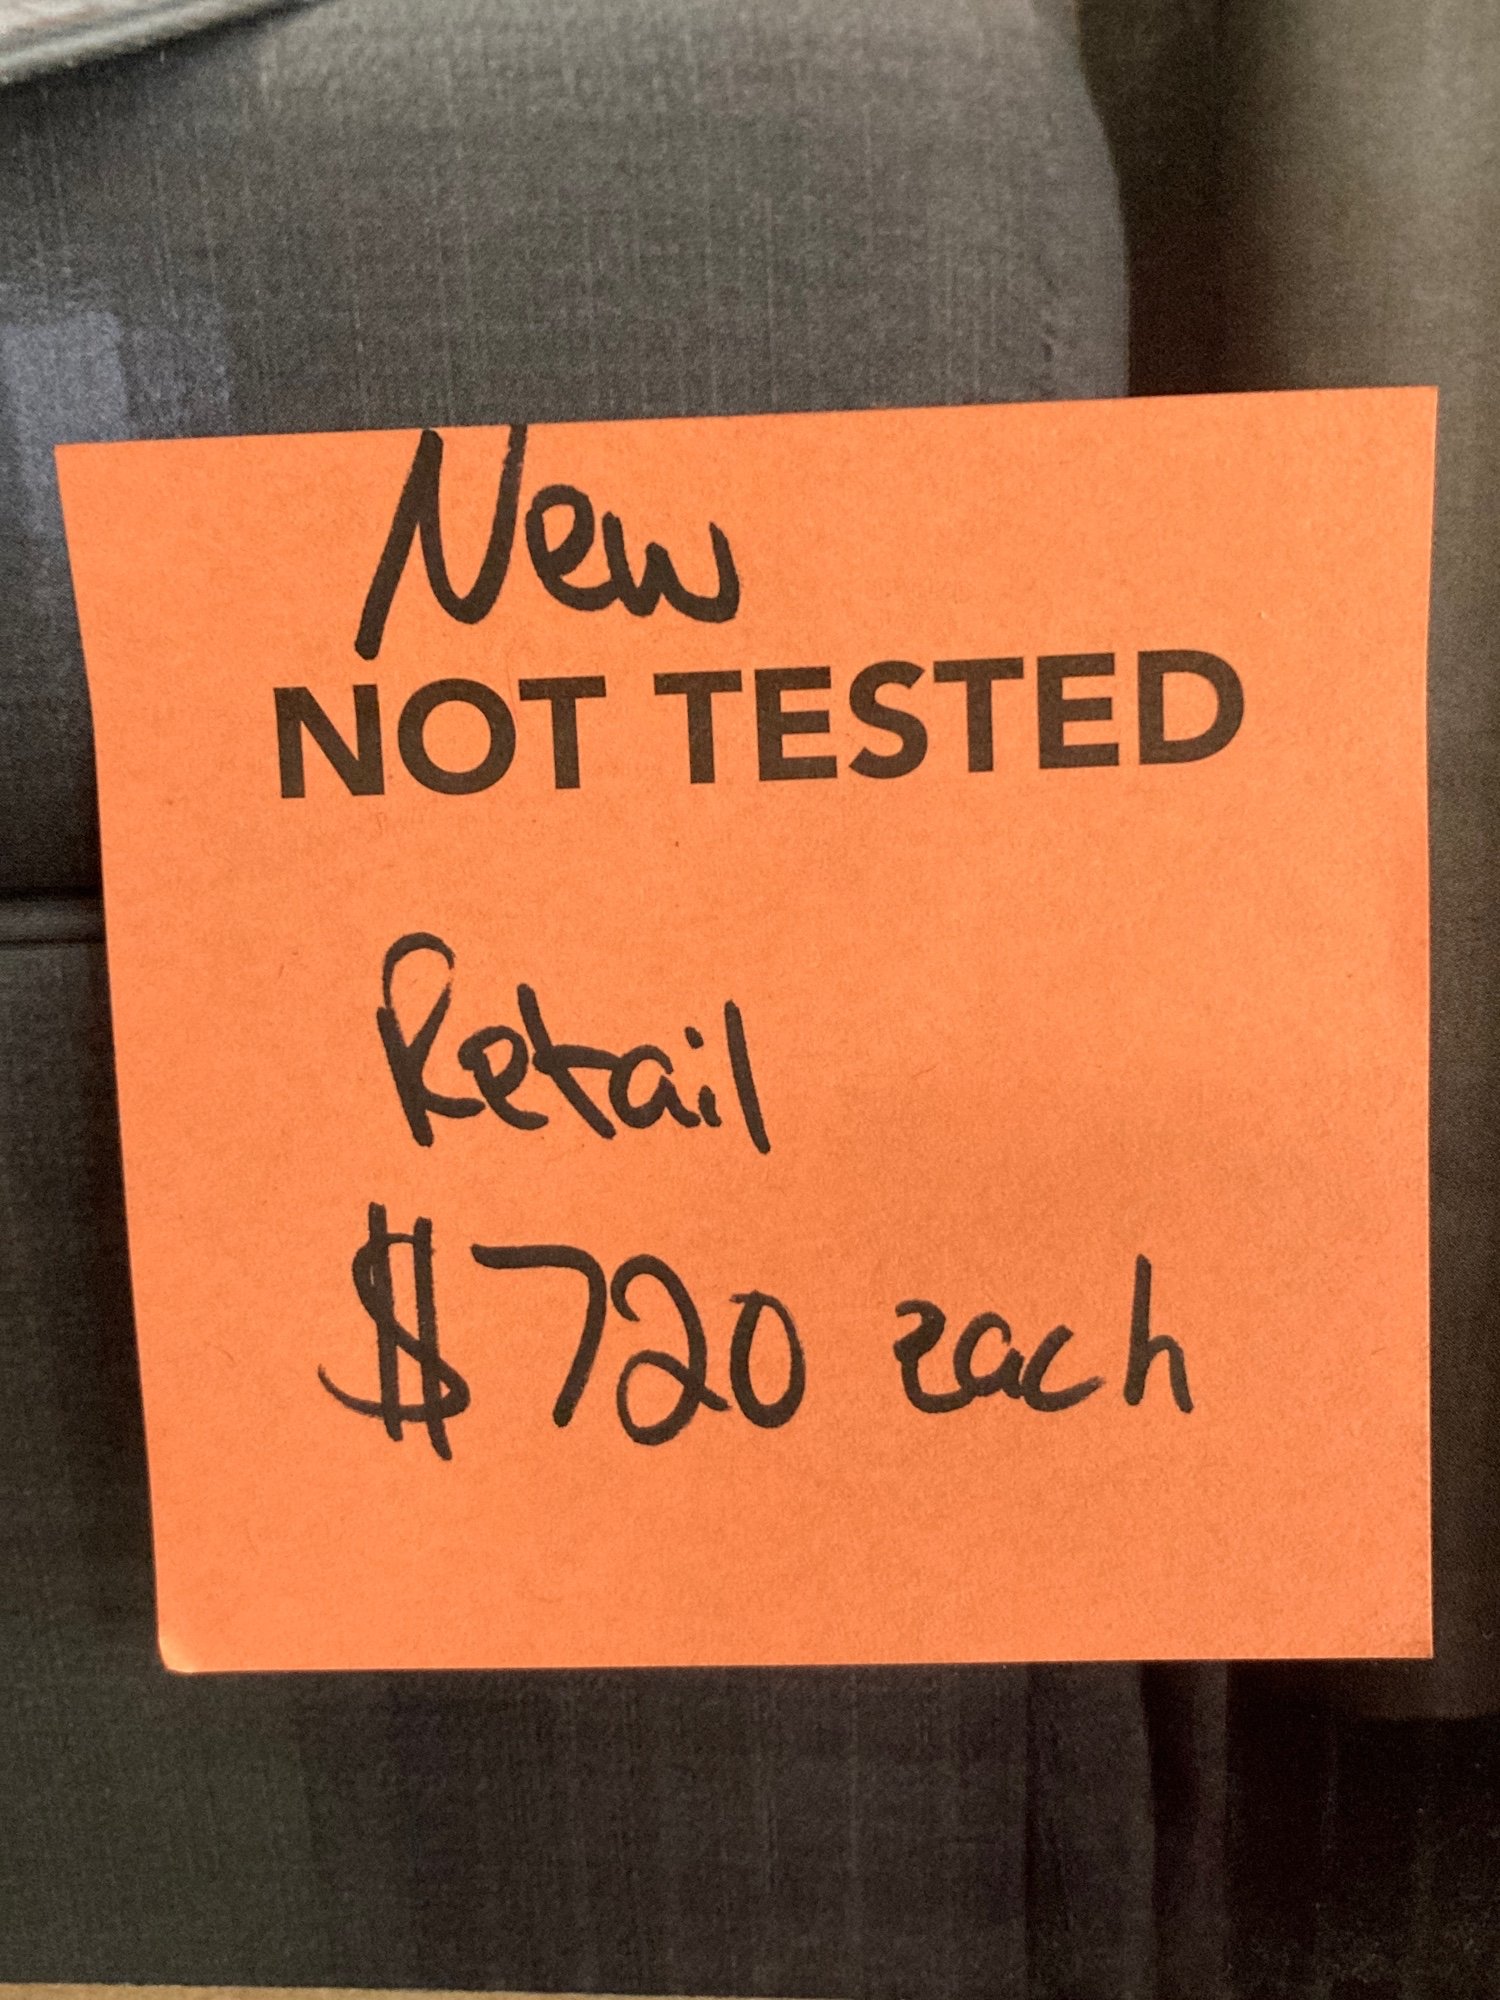 New
NOT TESTED
Retail
$720 each